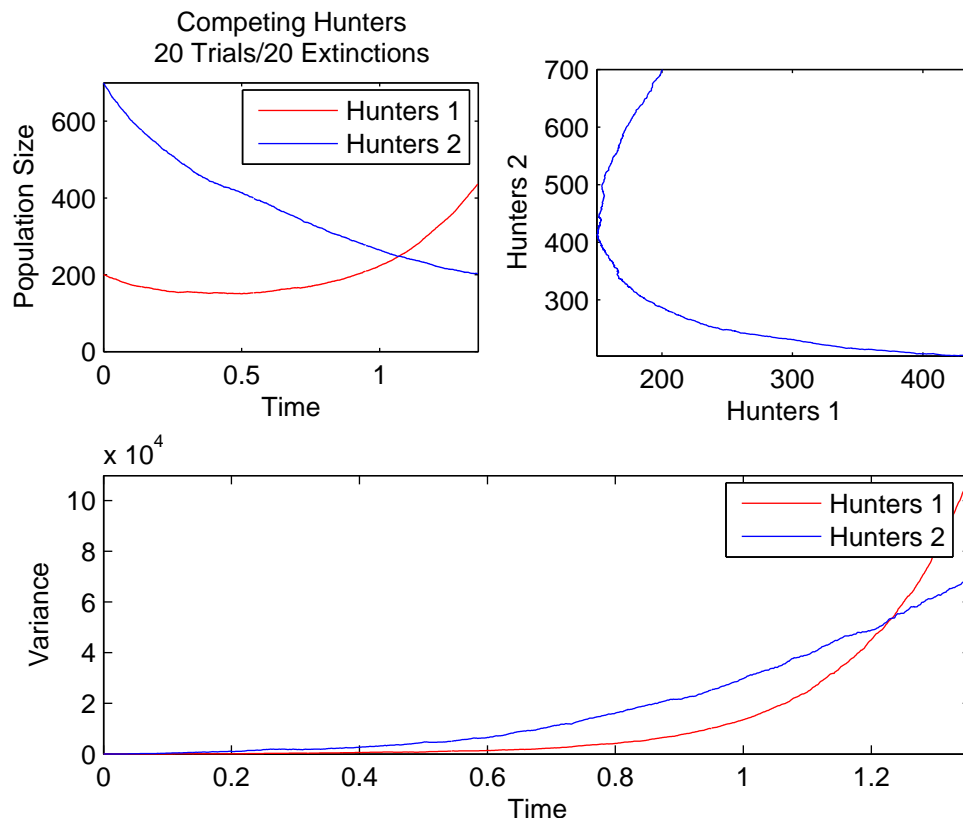 Competing Hunters
20 Trials/20 Extinctions
Population Size
600
400
200
0
Hunters 1
Hunters 2
0
0.5
1
Time
Hunters 2
700
600
500
400
300
200
300
400
Hunters 1
x 10^4
Variance
10
8
6
4
2
0
Hunters 1
Hunters 2
0
0.2
0.4
0.6
0.8
1
1.2
Time